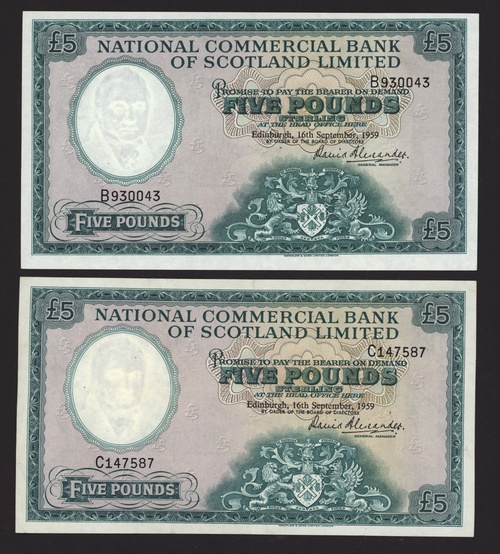 £5 £5
NATIONAL COMMERCIAL BANK
OF SCOTLAND LIMITED
B930043
PROMISE TO PAY THE BEARER ON DEMAND
FIVE POUNDS
STERLING
AT THE HEAD OFFICE HERE
Edinburgh, 16th September, 1959
BY ORDER OF THE BOARD OF DIRECTORS
David Alexander.
GENERAL MANAGER
B930043
FIVE POUNDS
£5
£5 £5
NATIONAL COMMERCIAL BANK
OF SCOTLAND LIMITED
C147587
PROMISE TO PAY THE BEARER ON DEMAND
FIVE POUNDS
STERLING
AT THE HEAD OFFICE HERE
Edinburgh, 16th September, 1959
BY ORDER OF THE BOARD OF DIRECTORS
David Alexander.
GENERAL MANAGER
C147587
FIVE POUNDS
£5